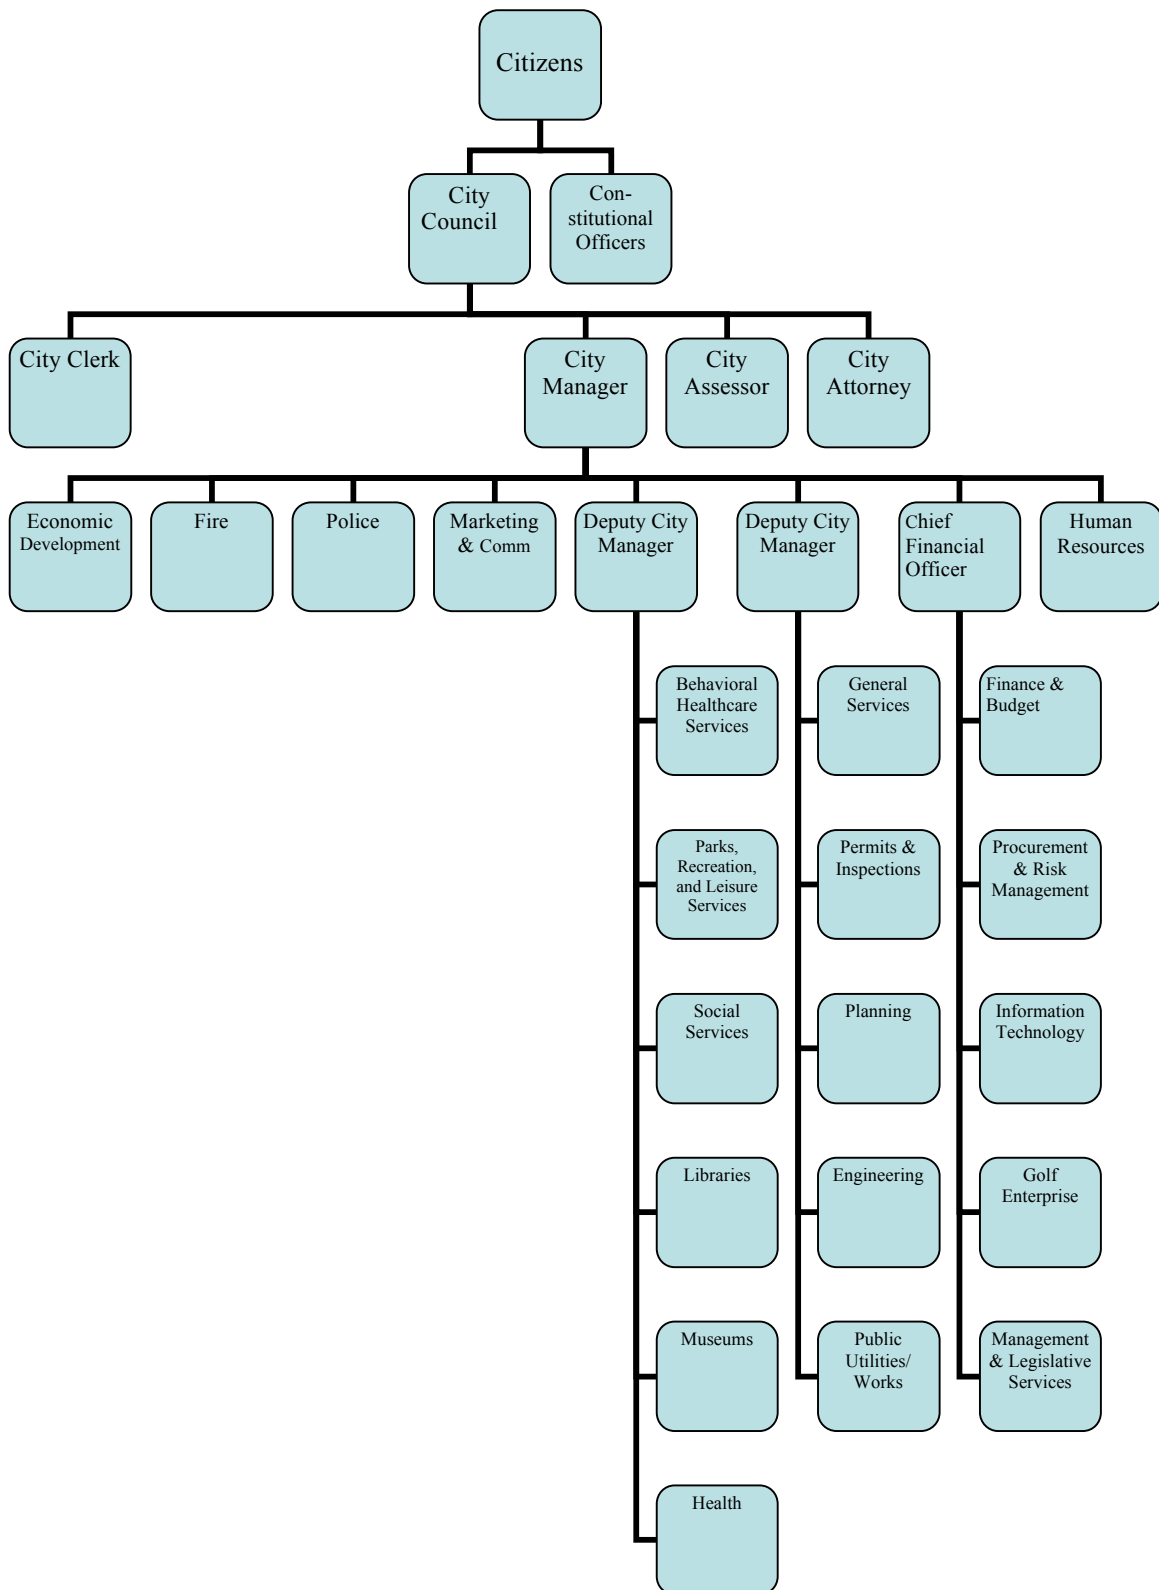 Citizens
City
Council
Con-
stitutional
Officers
City Clerk
City
Manager
City
Assessor
City
Attorney
Economic
Development
Fire
Police
Marketing
& Comm
Deputy City
Manager
Deputy City
Manager
Chief
Financial
Officer
Human
Resources
Behavioral
Healthcare
Services
General
Services
Finance &
Budget
Parks,
Recreation,
and Leisure
Services
Permits &
Inspections
Procurement
& Risk
Management
Social
Services
Planning
Information
Technology
Libraries
Engineering
Golf
Enterprise
Museums
Public
Utilities/
Works
Management
& Legislative
Services
Health